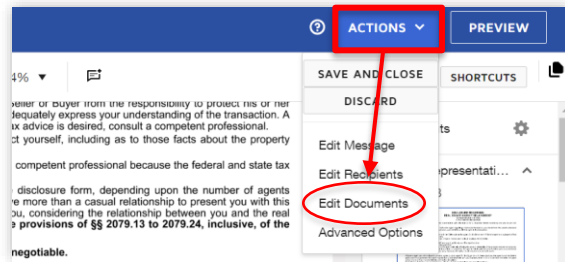 ACTIONS
PREVIEW
4%
SAVE AND CLOSE
SHORTCUTS
DISCARD
Seller or Buyer from the responsibility to protect his or her
dequately express your understanding of the transaction. A
ax advice is desired, consult a competent professional.
ct yourself, including as to those facts about the property
ts
Edit Message
competent professional because the federal and state tax
Edit Recipients
epresentati...
disclosure form, depending upon the number of agents
e more than a casual relationship to present you with this
ou, considering the relationship between you and the real
e provisions of §§ 2079.13 to 2079.24, inclusive, of the
Edit Documents
Advanced Options
negotiable.